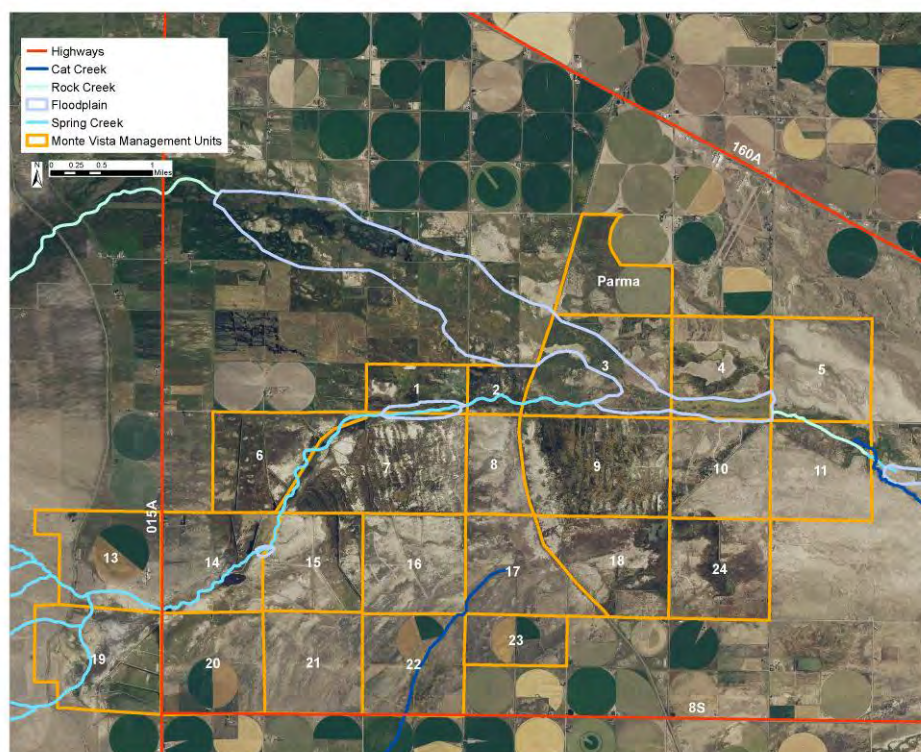 Highways
Cat Creek
Rock Creek
Floodplain
Spring Creek
Monte Vista Management Units
N
0 0.25 0.5 1
Miles
160A
Parma
3
4
5
1
2
6
7
8
9
10
11
015A
13
14
15
16
17
18
24
19
20
21
22
23
8S